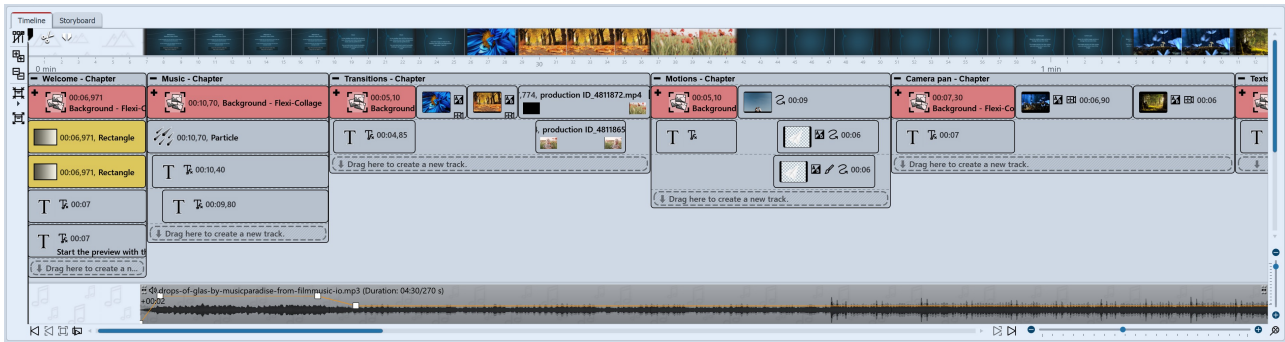 Timeline Storyboard
0 min
30
1 min
Welcome - Chapter
Music - Chapter
Transitions - Chapter
Motions - Chapter
Camera pan - Chapter
Text
00:06,971
Background - Flexi-C
00:10,70, Background - Flexi-Collage
00:05,10
Background
,774, production ID_4811872.mp4
00:05,10
Background
00:09
00:07,30
Background - Flexi-Co
00:06,90
00:06
00:06,971, Rectangle
00:10,70, Particle
00:04,85
), production ID_4811865
00:06
00:07
00:06,971, Rectangle
00:10,40
Drag here to create a new track.
00:06
Drag here to create a new track.
00:07
00:09,80
Drag here to create a new track.
00:07
Start the preview with th
Drag here to create a new track.
Drag here to create a n...
drops-of-glas-by-musicparadise-from-filmmusic-io.mp3 (Duration: 04:30/270 s)
+00:02